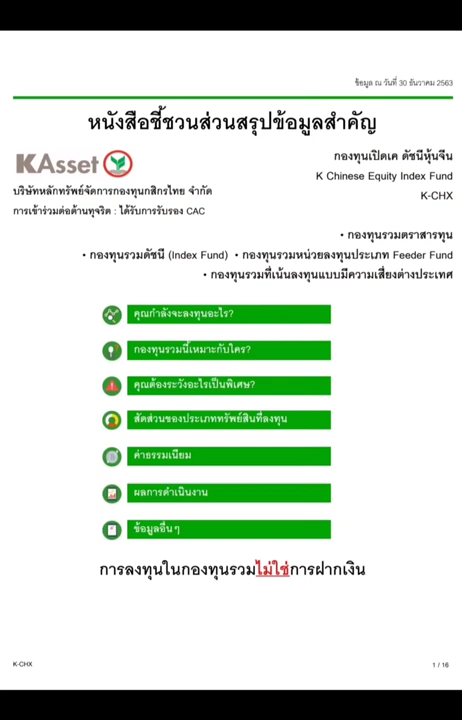 ข้อมูล ณ วันที่ 30 ธันวาคม 2563
หนังสือชี้ชวนส่วนสรุปข้อมูลสำคัญ
KAsset
บริษัทหลักทรัพย์จัดการกองทุนกสิกรไทย จำกัด
การเข้าร่วมต่อต้านทุจริต : ได้รับการรับรอง CAC
กองทุนเปิดเค ดัชนีหุ้นจีน
K Chinese Equity Index Fund
K-CHX
• กองทุนรวมตราสารทุน
• กองทุนรวมดัชนี (Index Fund) • กองทุนรวมหน่วยลงทุนประเภท Feeder Fund
• กองทุนรวมที่เน้นลงทุนแบบมีความเสี่ยงต่างประเทศ
คุณกำลังจะลงทุนอะไร?
กองทุนรวมนี้เหมาะกับใคร?
คุณต้องระวังอะไรเป็นพิเศษ?
สัดส่วนของประเภททรัพย์สินที่ลงทุน
ค่าธรรมเนียม
ผลการดำเนินงาน
ข้อมูลอื่น ๆ
การลงทุนในกองทุนรวมไม่ใช่การฝากเงิน
K-CHX
1 / 16